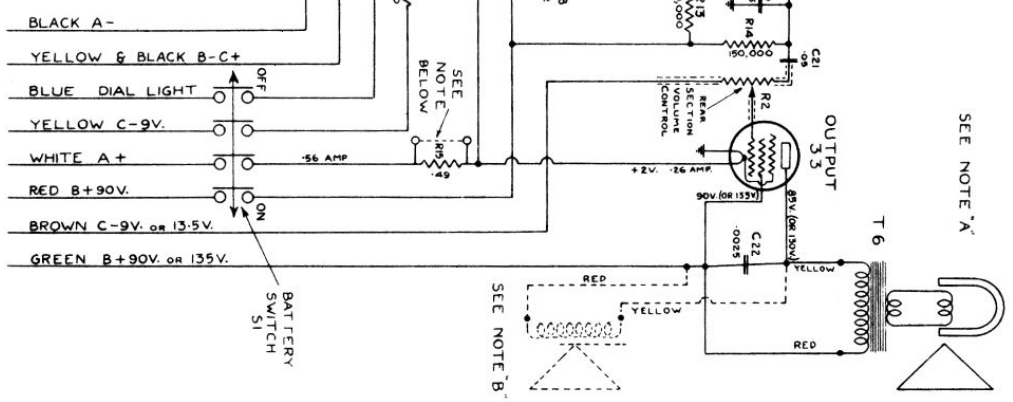 BLACK A-
YELLOW & BLACK B-C+
BLUE DIAL LIGHT
YELLOW C-9V.
WHITE A+
RED B+90V.
BROWN C-9V. OR 13.5V.
GREEN B+90V. OR 135V.
OFF
ON
BATTERY
SWITCH
S1
.56 AMP
SEE
NOTE
BELOW
R15
.49
B
R13
R14
150,000
C21
.05
R2
REAR
SECTION
VOLUME
CONTROL
OUTPUT
33
+2V. .26 AMP.
90V. (OR 135V)
85V. (OR 130V.)
C22
.0025
YELLOW
RED
YELLOW
RED
SEE NOTE "B"
T6
SEE NOTE "A"